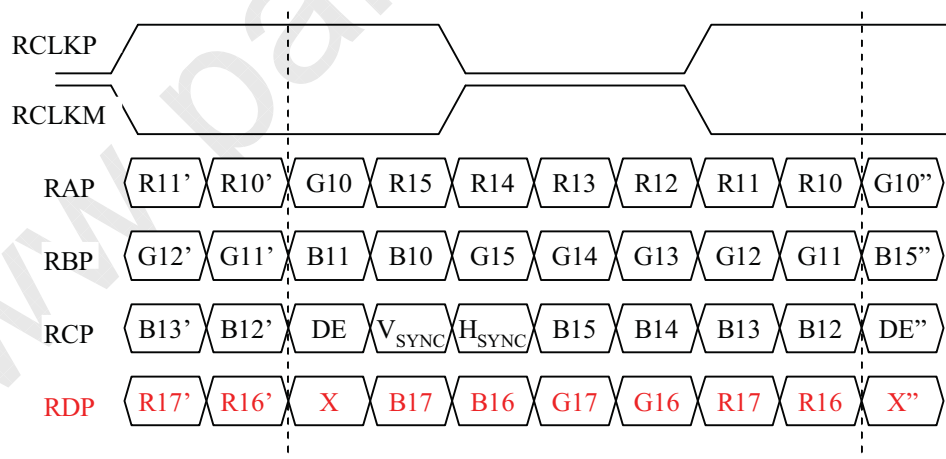 www pa
RCLKP
RCLKM
RAP R11’ R10’ G10 R15 R14 R13 R12 R11 R10 G10”
RBP G12’ G11’ B11 B10 G15 G14 G13 G12 G11 B15”
RCP B13’ B12’ DE VSYNC HSYNC B15 B14 B13 B12 DE”
RDP R17’ R16’ X B17 B16 G17 G16 R17 R16 X”